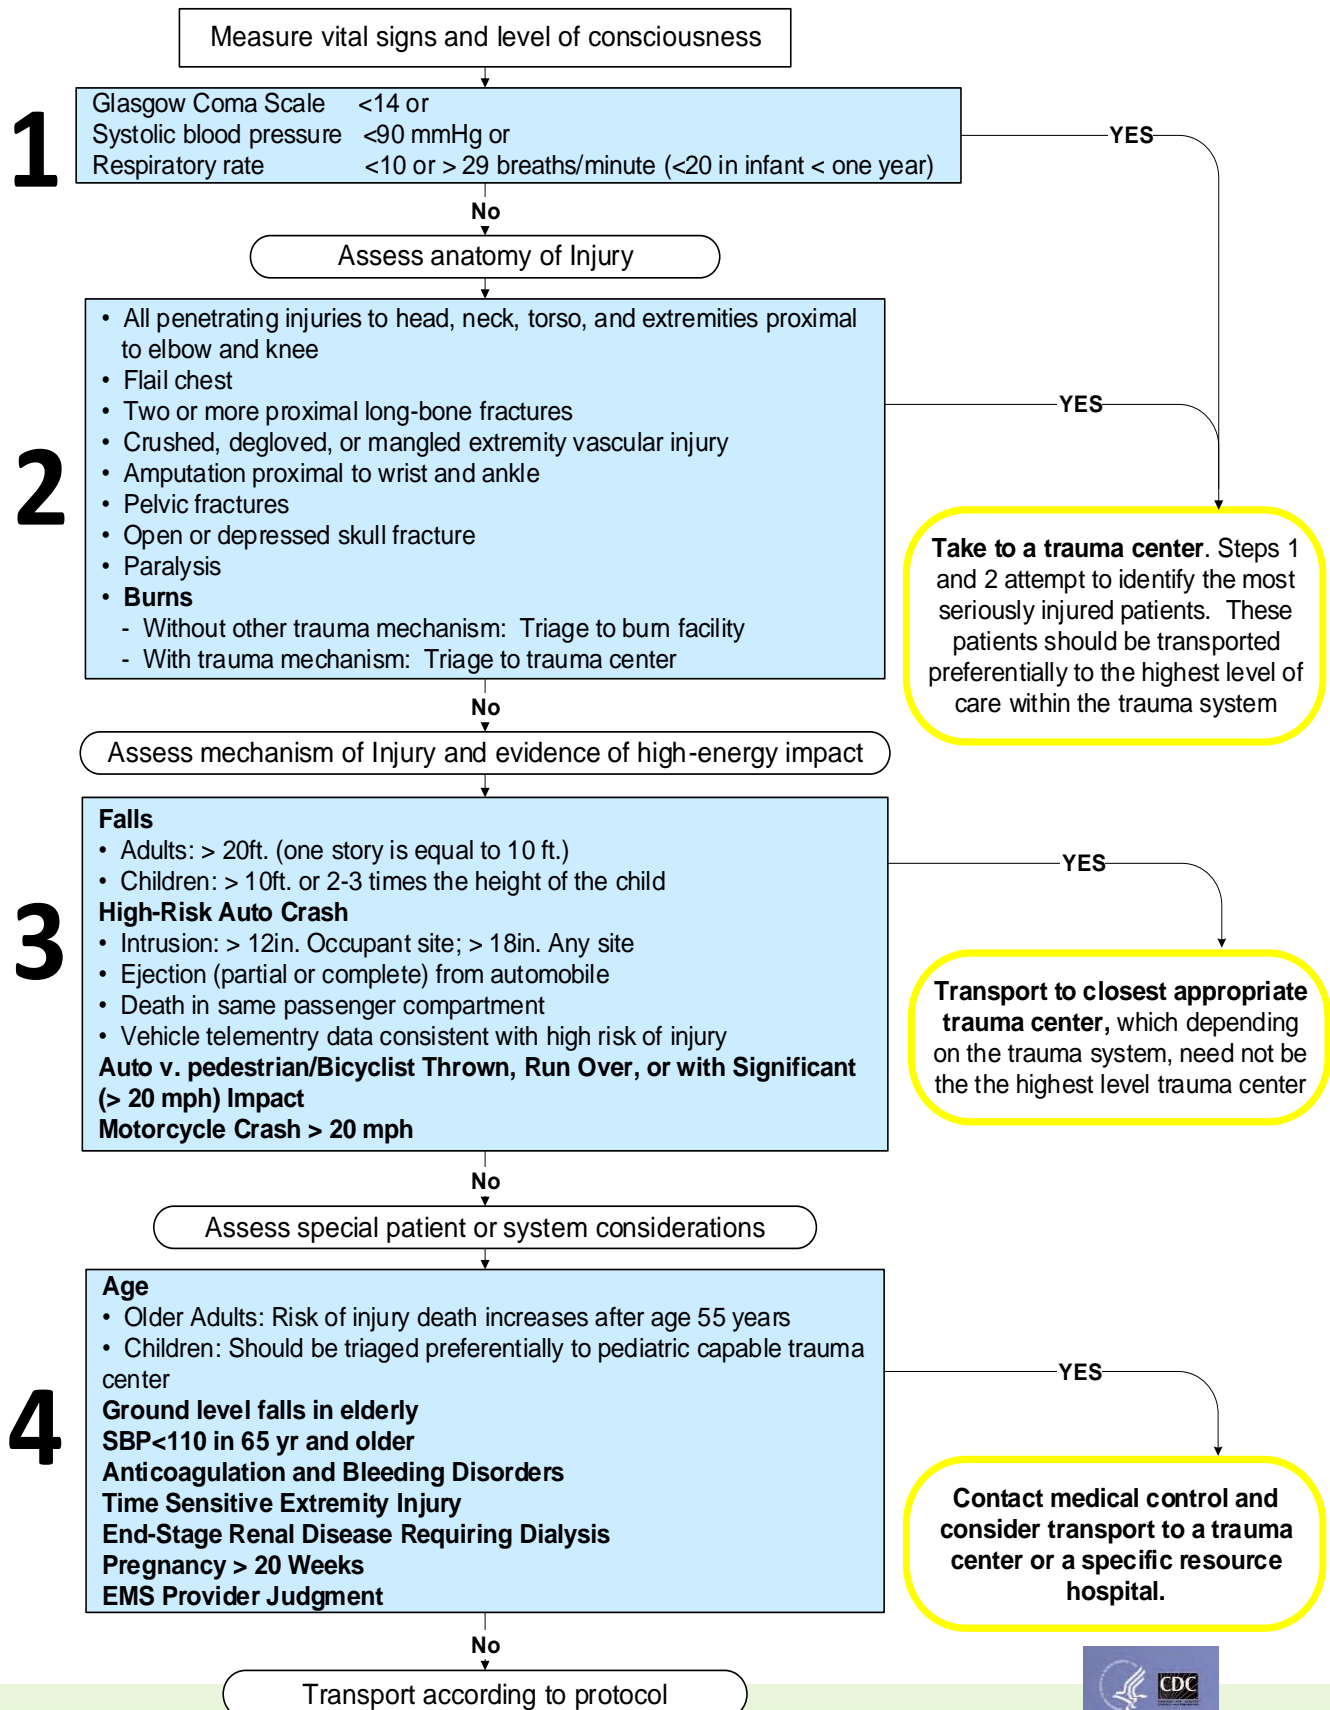 Measure vital signs and level of consciousness
1
Glasgow Coma Scale <14 or
Systolic blood pressure <90 mmHg or
Respiratory rate <10 or > 29 breaths/minute (<20 in infant < one year)
YES
No
Assess anatomy of Injury
2
• All penetrating injuries to head, neck, torso, and extremities proximal
to elbow and knee
• Flail chest
• Two or more proximal long-bone fractures
• Crushed, degloved, or mangled extremity vascular injury
• Amputation proximal to wrist and ankle
• Pelvic fractures
• Open or depressed skull fracture
• Paralysis
• Burns
- Without other trauma mechanism: Triage to burn facility
- With trauma mechanism: Triage to trauma center
YES
Take to a trauma center. Steps 1
and 2 attempt to identify the most
seriously injured patients. These
patients should be transported
preferentially to the highest level of
care within the trauma system
No
Assess mechanism of Injury and evidence of high-energy impact
3
Falls
• Adults: > 20ft. (one story is equal to 10 ft.)
• Children: > 10ft. or 2-3 times the height of the child
High-Risk Auto Crash
• Intrusion: > 12in. Occupant site; > 18in. Any site
• Ejection (partial or complete) from automobile
• Death in same passenger compartment
• Vehicle telementry data consistent with high risk of injury
Auto v. pedestrian/Bicyclist Thrown, Run Over, or with Significant
(> 20 mph) Impact
Motorcycle Crash > 20 mph
YES
Transport to closest appropriate
trauma center, which depending
on the trauma system, need not be
the the highest level trauma center
No
Assess special patient or system considerations
4
Age
• Older Adults: Risk of injury death increases after age 55 years
• Children: Should be triaged preferentially to pediatric capable trauma
center
Ground level falls in elderly
SBP<110 in 65 yr and older
Anticoagulation and Bleeding Disorders
Time Sensitive Extremity Injury
End-Stage Renal Disease Requiring Dialysis
Pregnancy > 20 Weeks
EMS Provider Judgment
YES
Contact medical control and
consider transport to a trauma
center or a specific resource
hospital.
No
Transport according to protocol
CDC